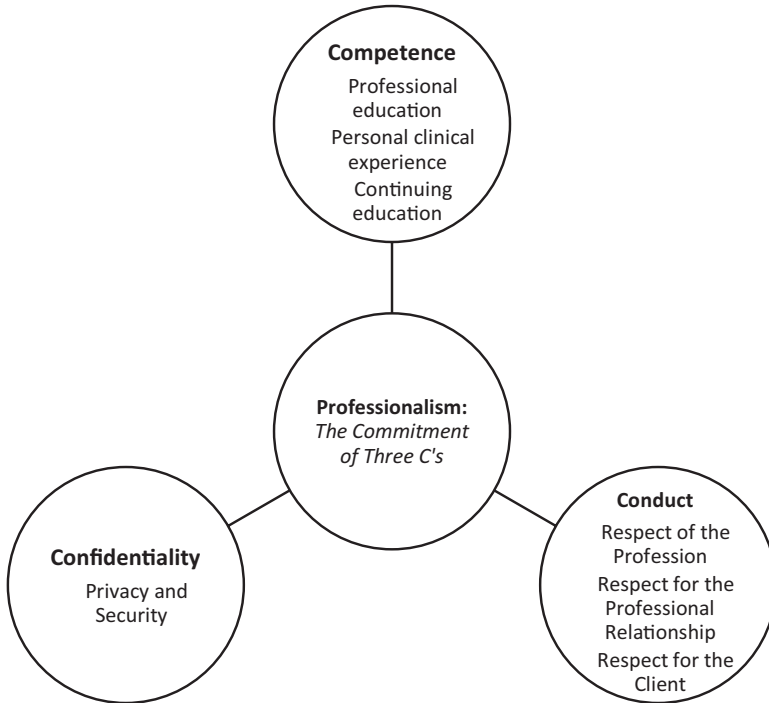 Competence
Professional
education
Personal clinical
experience
Continuing
education
Professionalism:
The Commitment
of Three C's
Confidentiality
Privacy and
Security
Conduct
Respect of the
Profession
Respect for the
Professional
Relationship
Respect for the
Client